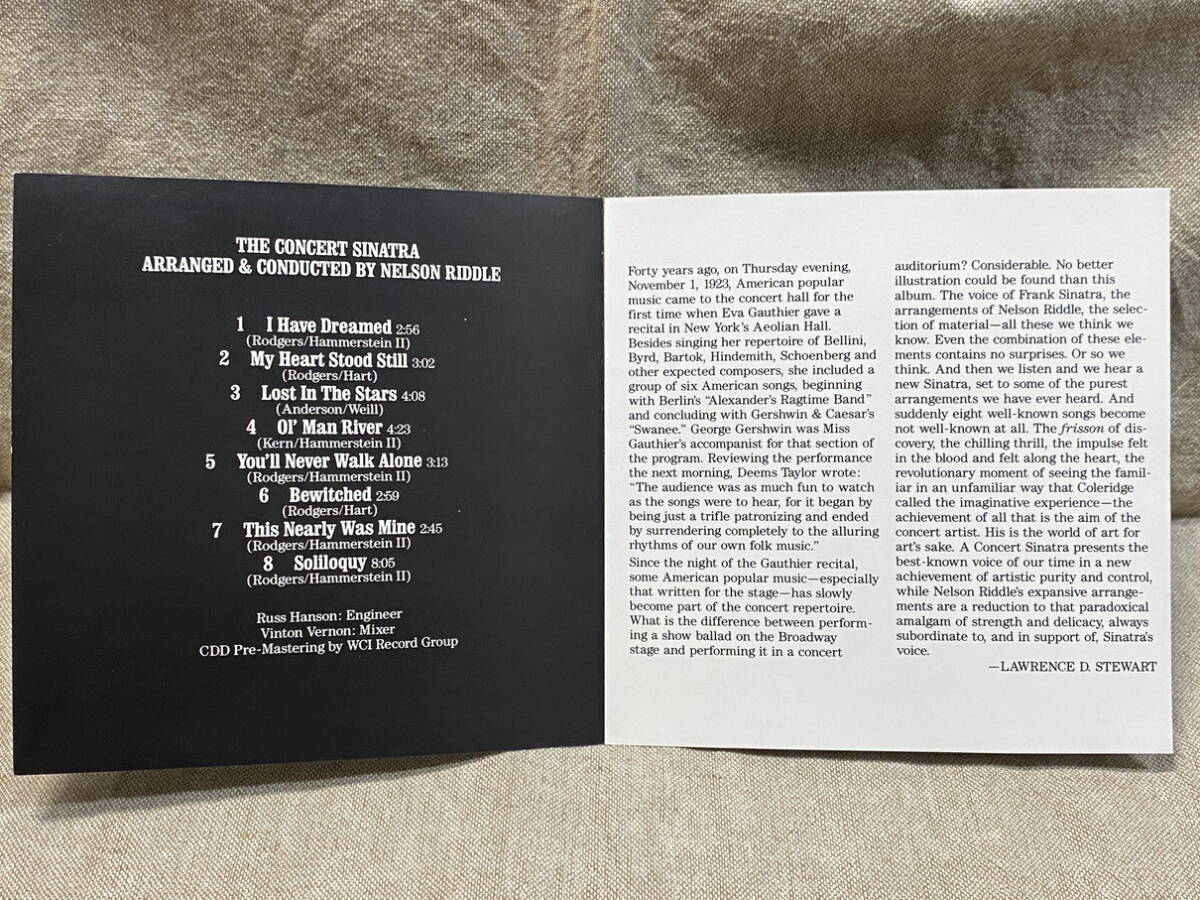 THE CONCERT SINATRA
ARRANGED & CONDUCTED BY NELSON RIDDLE
1 I Have Dreamed 2:56
(Rodgers/Hammerstein II)
2 My Heart Stood Still 3:02
(Rodgers/Hart)
3 Lost In The Stars 4:08
(Anderson/Weill)
4 Ol' Man River 4:23
(Kern/Hammerstein II)
5 You'll Never Walk Alone 3:13
(Rodgers/Hammerstein II)
6 Bewitched 2:59
(Rodgers/Hart)
7 This Nearly Was Mine 2:45
(Rodgers/Hammerstein II)
8 Soliloquy 8:05
(Rodgers/Hammerstein II)
Russ Hanson: Engineer
Vinton Vernon: Mixer
CDD Pre-Mastering by WCI Record Group
Forty years ago, on Thursday evening,
November 1, 1923, American popular
music came to the concert hall for the
first time when Eva Gauthier gave a
recital in New York's Aeolian Hall.
Besides singing her repertoire of Bellini,
Byrd, Bartok, Hindemith, Schoenberg and
other expected composers, she included a
group of six American songs, beginning
with Berlin's "Alexander's Ragtime Band"
and concluding with Gershwin & Caesar's
"Swanee." George Gershwin was Miss
Gauthier's accompanist for that section of
the program. Reviewing the performance
the next morning, Deems Taylor wrote:
"The audience was as much fun to watch
as the songs were to hear, for it began by
being just a trifle patronizing and ended
by surrendering completely to the alluring
rhythms of our own folk music."
Since the night of the Gauthier recital,
some American popular music—especially
that written for the stage—has slowly
become part of the concert repertoire.
What is the difference between perform-
ing a show ballad on the Broadway
stage and performing it in a concert
auditorium? Considerable. No better
illustration could be found than this
album. The voice of Frank Sinatra, the
arrangements of Nelson Riddle, the selec-
tion of material—all these we think we
know. Even the combination of these ele-
ments contains no surprises. Or so we
think. And then we listen and we hear a
new Sinatra, set to some of the purest
arrangements we have ever heard. And
suddenly eight well-known songs become
not well-known at all. The frisson of dis-
covery, the chilling thrill, the impulse felt
in the blood and felt along the heart, the
revolutionary moment of seeing the famil-
iar in an unfamiliar way that Coleridge
called the imaginative experience—the
achievement of all that is the aim of the
concert artist. His is the world of art for
art's sake. A Concert Sinatra presents the
best-known voice of our time in a new
achievement of artistic purity and control,
while Nelson Riddle's expansive arrange-
ments are a reduction to that paradoxical
amalgam of strength and delicacy, always
subordinate to, and in support of, Sinatra's
voice.
—LAWRENCE D. STEWART